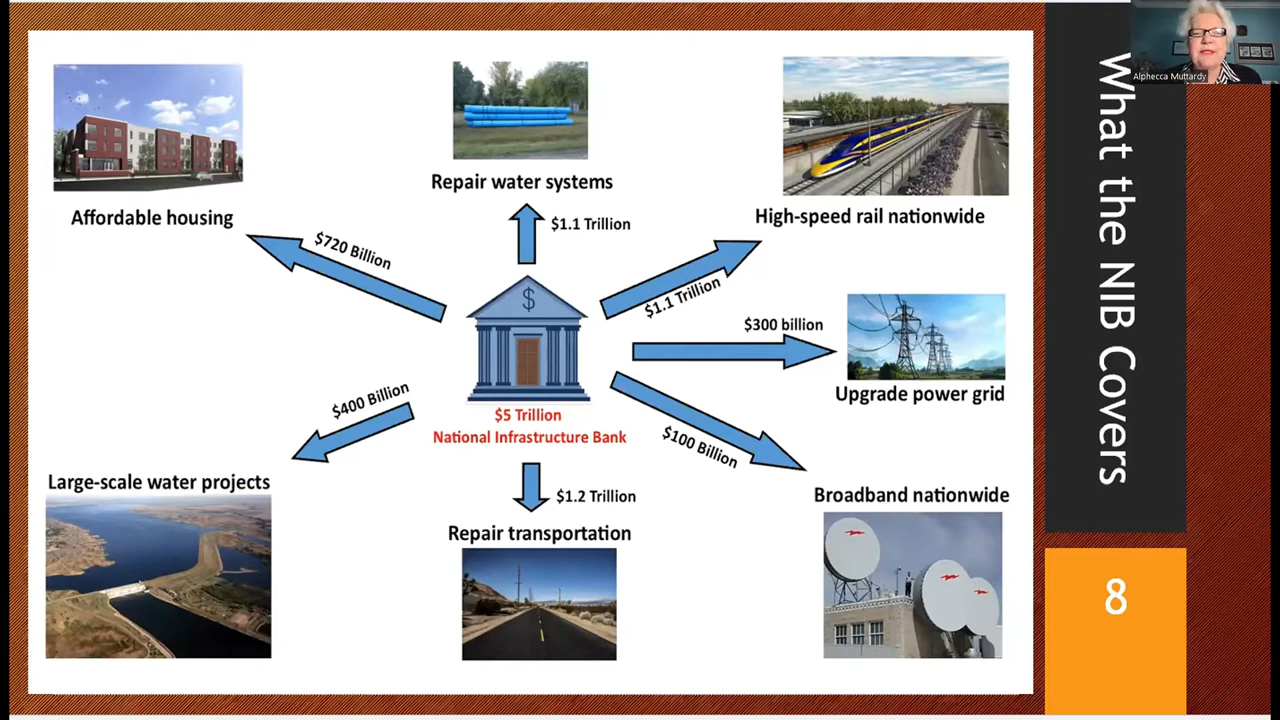 Alphecca Muttardy
What the NIB Covers
8
Affordable housing
$720 Billion
Repair water systems
$1.1 Trillion
High-speed rail nationwide
$1.1 Trillion
$300 billion
Upgrade power grid
$
$5 Trillion
National Infrastructure Bank
$400 Billion
Large-scale water projects
$1.2 Trillion
Repair transportation
$100 Billion
Broadband nationwide